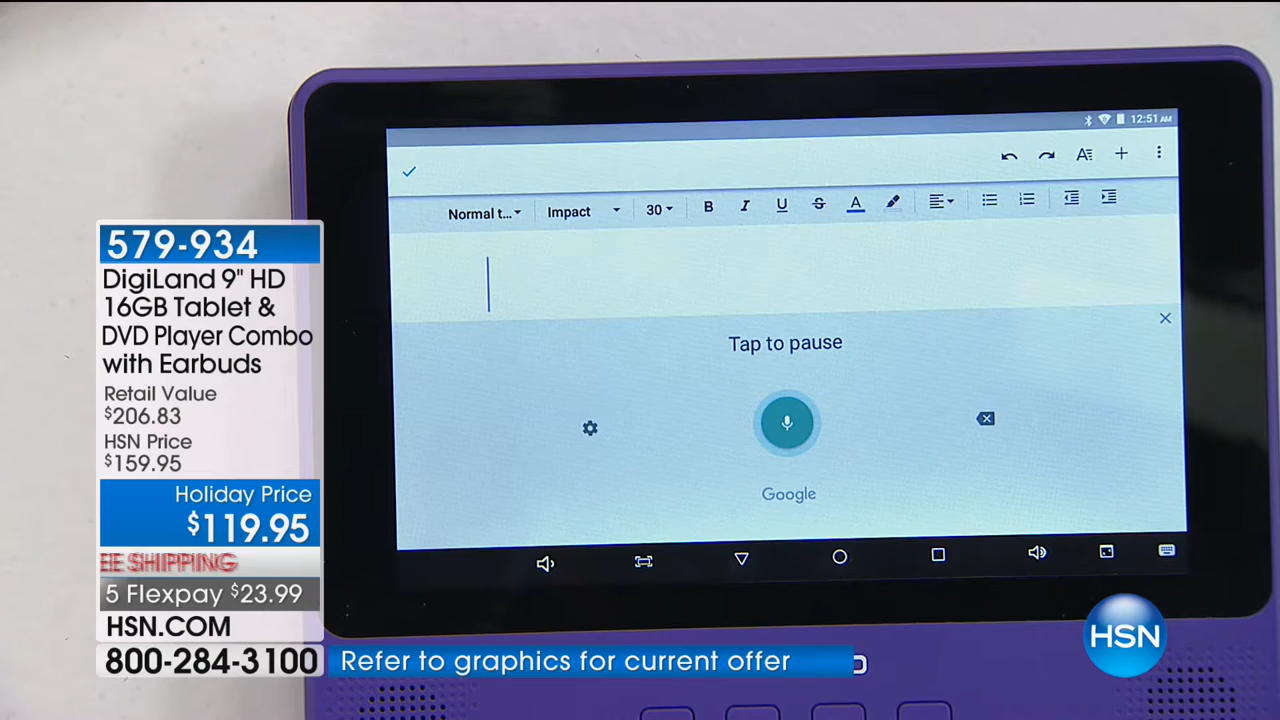 579-934
DigiLand 9" HD
16GB Tablet &
DVD Player Combo
with Earbuds
Retail Value
$206.83
HSN Price
$159.95
Holiday Price
$119.95
EE SHIPPING
5 Flexpay $23.99
HSN.COM
800-284-3100
Refer to graphics for current offer
HSN
12:51 AM
Normal t...
Impact
30
B
I
U
S
A
Tap to pause
Google